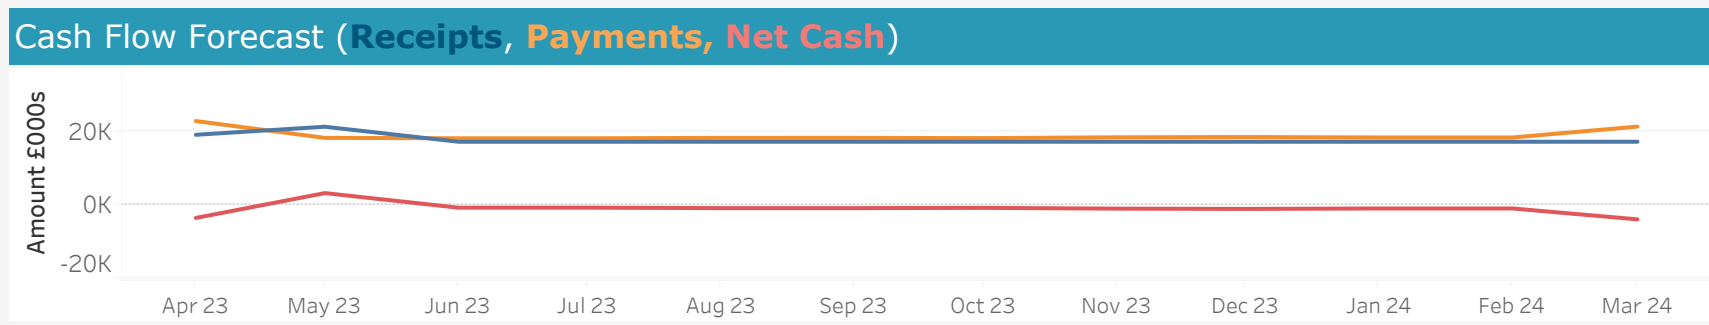 Cash Flow Forecast (Receipts, Payments, Net Cash)
Amount £000s
20K
0K
-20K
Apr 23 May 23 Jun 23 Jul 23 Aug 23 Sep 23 Oct 23 Nov 23 Dec 23 Jan 24 Feb 24 Mar 24